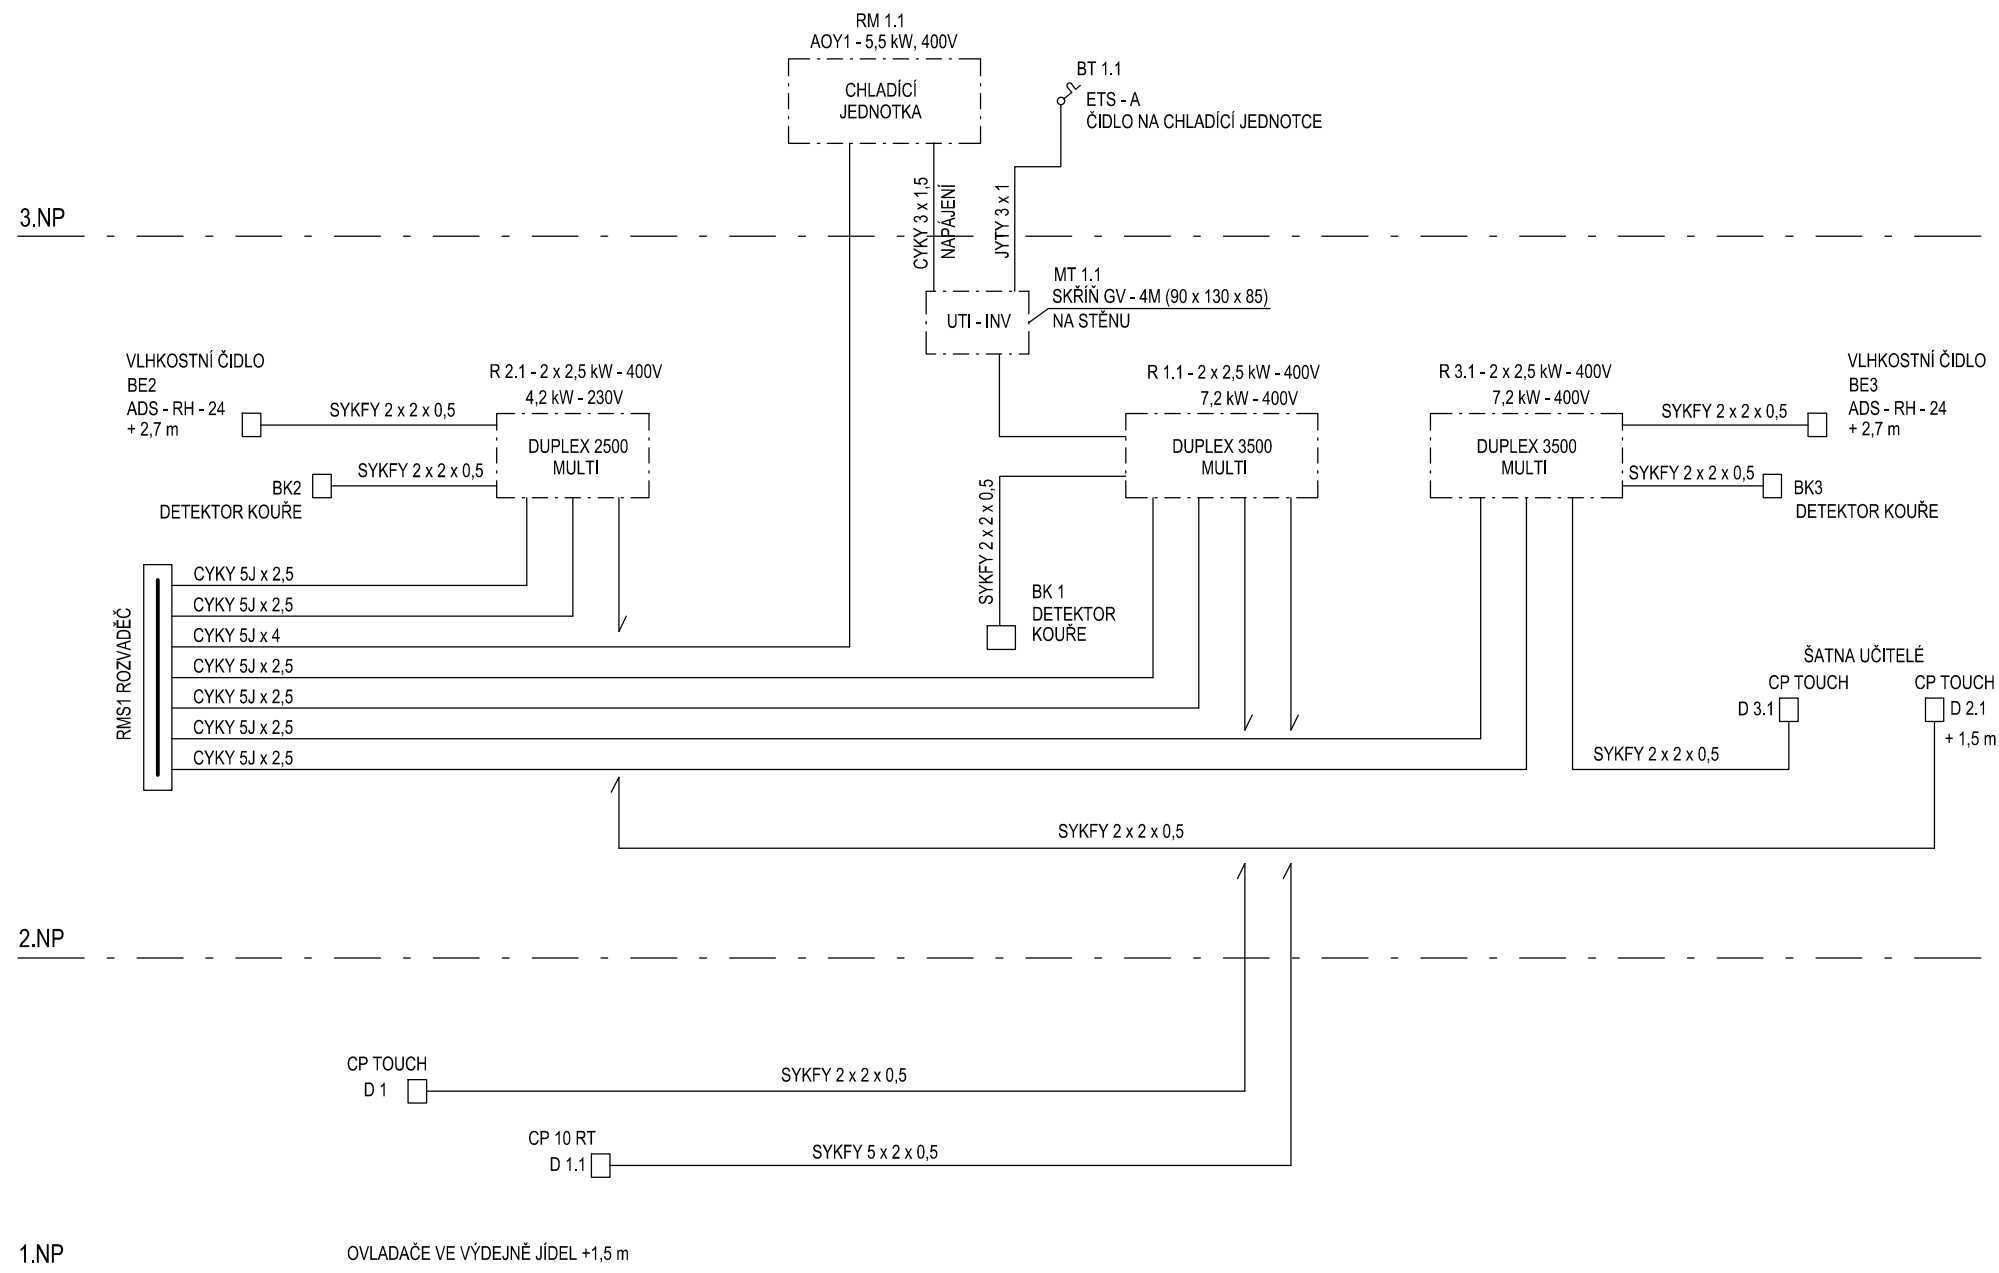 RM 1.1
AOY1 - 5,5 kW, 400V
CHLADÍCÍ
JEDNOTKA
BT 1.1
ETS - A
ČIDLO NA CHLADÍCÍ JEDNOTCE
CYKY 3 x 1,5
NAPÁJENÍ
JYTY 3 x 1
3.NP
MT 1.1
SKŘÍŇ GV - 4M (90 x 130 x 85)
NA STĚNU
UTI - INV
VLHKOSTNÍ ČIDLO
BE2
ADS - RH - 24
+ 2,7 m
SYKFY 2 x 2 x 0,5
R 2.1 - 2 x 2,5 kW - 400V
4,2 kW - 230V
DUPLEX 2500
MULTI
BK2
DETEKTOR KOUŘE
SYKFY 2 x 2 x 0,5
R 1.1 - 2 x 2,5 kW - 400V
7,2 kW - 400V
DUPLEX 3500
MULTI
R 3.1 - 2 x 2,5 kW - 400V
7,2 kW - 400V
DUPLEX 3500
MULTI
VLHKOSTNÍ ČIDLO
BE3
ADS - RH - 24
+ 2,7 m
SYKFY 2 x 2 x 0,5
SYKFY 2 x 2 x 0,5
BK3
DETEKTOR KOUŘE
SYKFY 2 x 2 x 0,5
BK 1
DETEKTOR
KOUŘE
RMS1 ROZVADĚČ
CYKY 5J x 2,5
CYKY 5J x 2,5
CYKY 5J x 4
CYKY 5J x 2,5
CYKY 5J x 2,5
CYKY 5J x 2,5
CYKY 5J x 2,5
ŠATNA UČITELÉ
CP TOUCH
D 3.1
CP TOUCH
D 2.1
+ 1,5 m
SYKFY 2 x 2 x 0,5
SYKFY 2 x 2 x 0,5
2.NP
CP TOUCH
D 1
SYKFY 2 x 2 x 0,5
CP 10 RT
D 1.1
SYKFY 5 x 2 x 0,5
1.NP
OVLADAČE VE VÝDEJNĚ JÍDEL +1,5 m